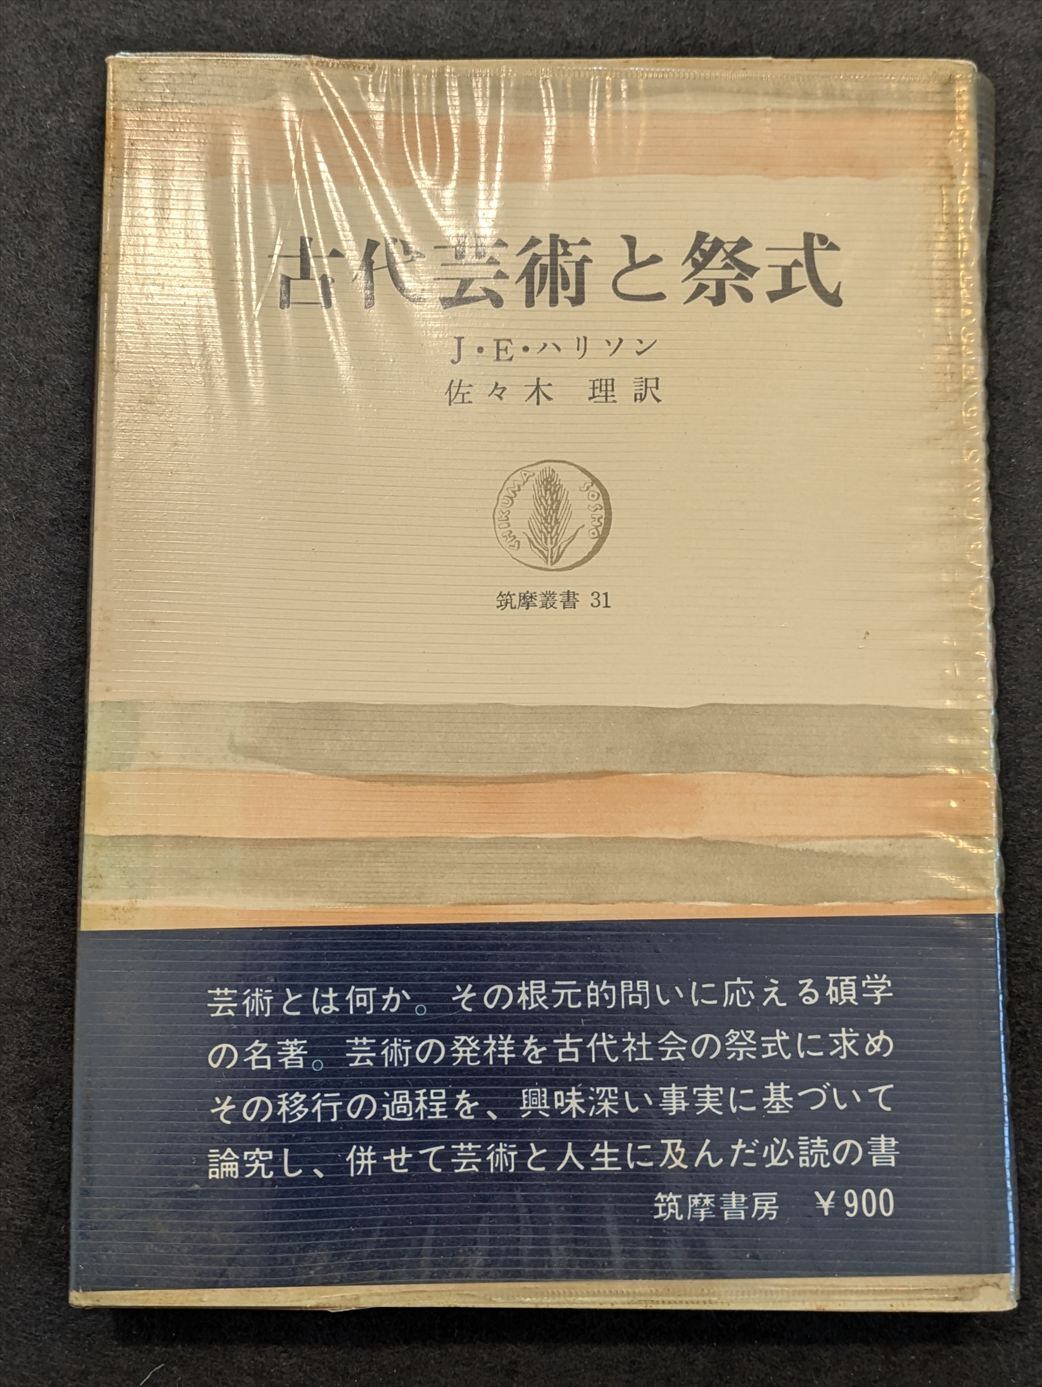 古代芸術と祭式
J・E・ハリソン
佐々木 理訳
CHIKUMA SOSHO
筑摩叢書 31
芸術とは何か。その根元的問いに応える碩学
の名著。芸術の発祥を古代社会の祭式に求め
その移行の過程を、興味深い事実に基づいて
論究し、併せて芸術と人生に及んだ必読の書
筑摩書房 ￥900